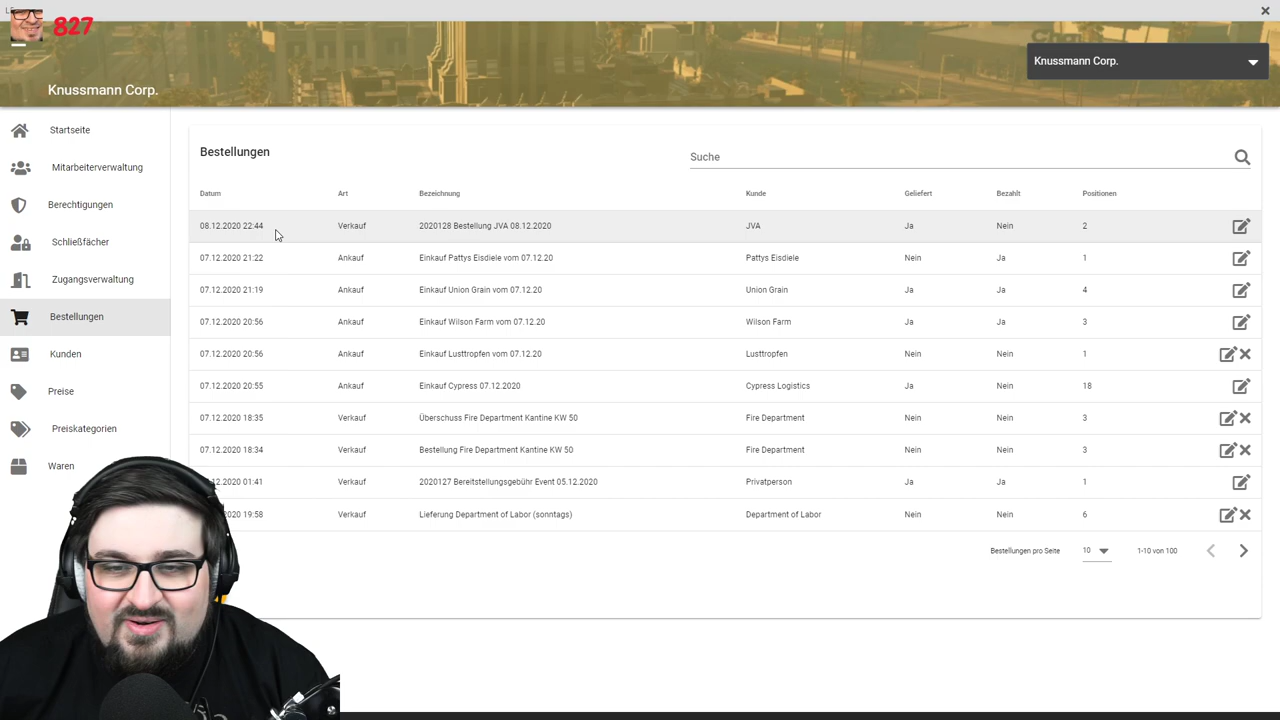 827
Knussmann Corp.
Knussmann Corp.
Startseite
Mitarbeiterverwaltung
Berechtigungen
Schließfächer
Zugangsverwaltung
Bestellungen
Kunden
Preise
Preiskategorien
Waren
Bestellungen
Suche
Datum Art Bezeichnung Kunde Geliefert Bezahlt Positionen
08.12.2020 22:44 Verkauf 2020128 Bestellung JVA 08.12.2020 JVA Ja Nein 2
07.12.2020 21:22 Ankauf Einkauf Pattys Eisdiele vom 07.12.20 Pattys Eisdiele Nein Ja 1
07.12.2020 21:19 Ankauf Einkauf Union Grain vom 07.12.20 Union Grain Ja Ja 4
07.12.2020 20:56 Ankauf Einkauf Wilson Farm vom 07.12.20 Wilson Farm Ja Ja 3
07.12.2020 20:56 Ankauf Einkauf Lusttropfen vom 07.12.20 Lusttropfen Nein Nein 1
07.12.2020 20:55 Ankauf Einkauf Cypress 07.12.2020 Cypress Logistics Ja Nein 18
07.12.2020 18:35 Verkauf Überschuss Fire Department Kantine KW 50 Fire Department Nein Nein 3
07.12.2020 18:34 Verkauf Bestellung Fire Department Kantine KW 50 Fire Department Nein Nein 3
.12.2020 01:41 Verkauf 2020127 Bereitstellungsgebühr Event 05.12.2020 Privatperson Ja Ja 1
2020 19:58 Verkauf Lieferung Department of Labor (sonntags) Department of Labor Nein Nein 6
Bestellungen pro Seite 10 1-10 von 100